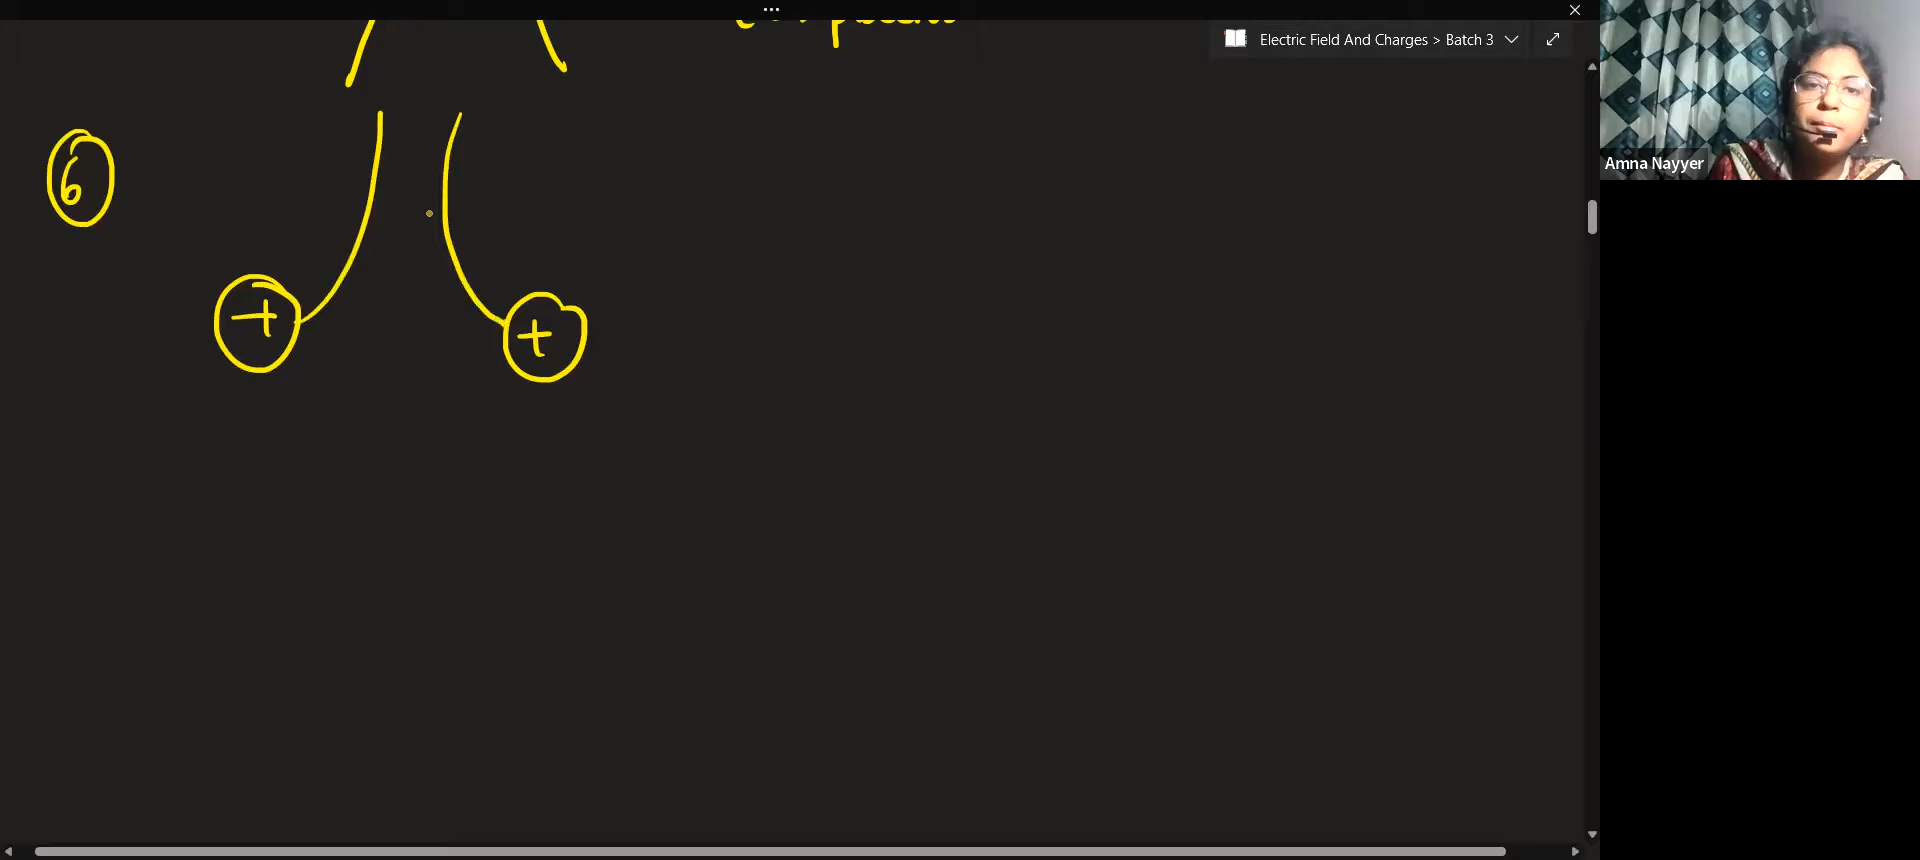 Electric Field And Charges > Batch 3
Amna Nayyer
6
+ +